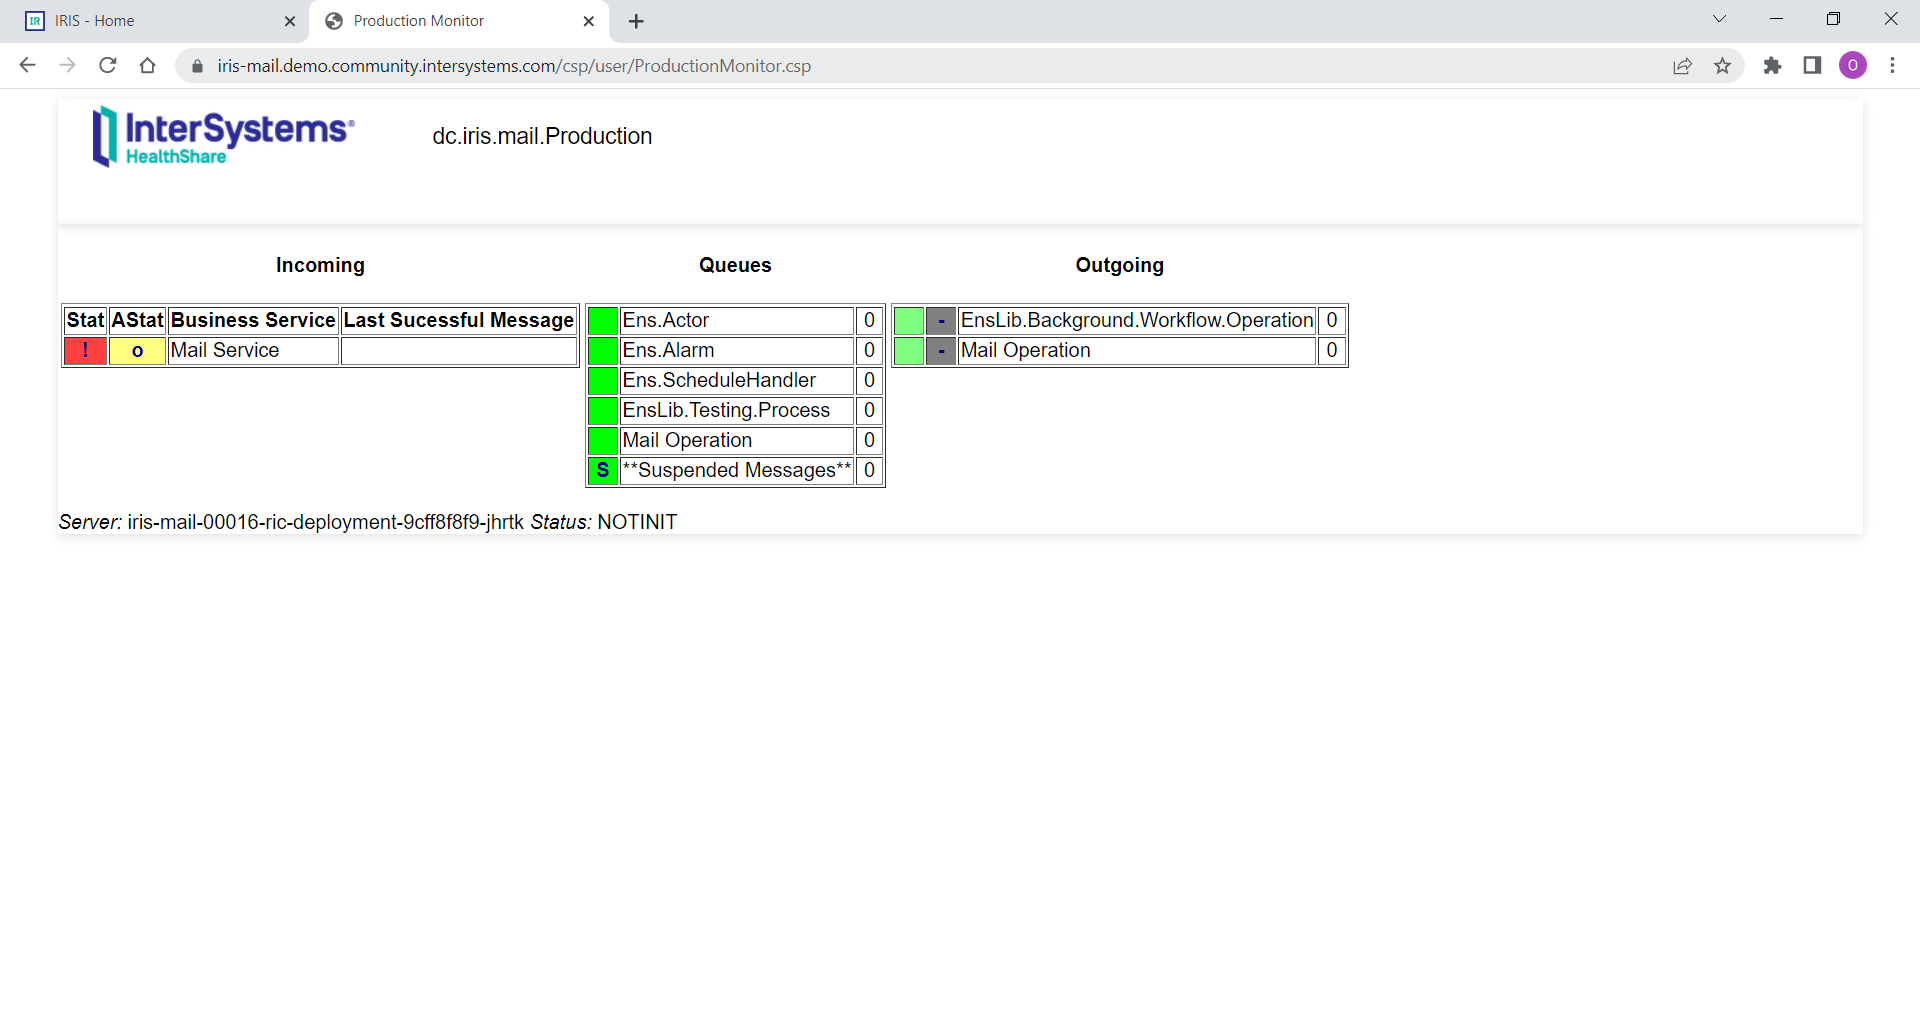 IRIS - Home
Production Monitor
iris-mail.demo.community.intersystems.com/csp/user/ProductionMonitor.csp
O
InterSystems®
HealthShare
dc.iris.mail.Production
Incoming
Stat AStat Business Service Last Sucessful Message
! o Mail Service
Queues
Ens.Actor 0
Ens.Alarm 0
Ens.ScheduleHandler 0
EnsLib.Testing.Process 0
Mail Operation 0
S **Suspended Messages** 0
Outgoing
- EnsLib.Background.Workflow.Operation 0
- Mail Operation 0
Server: iris-mail-00016-ric-deployment-9cff8f8f9-jhrtk Status: NOTINIT